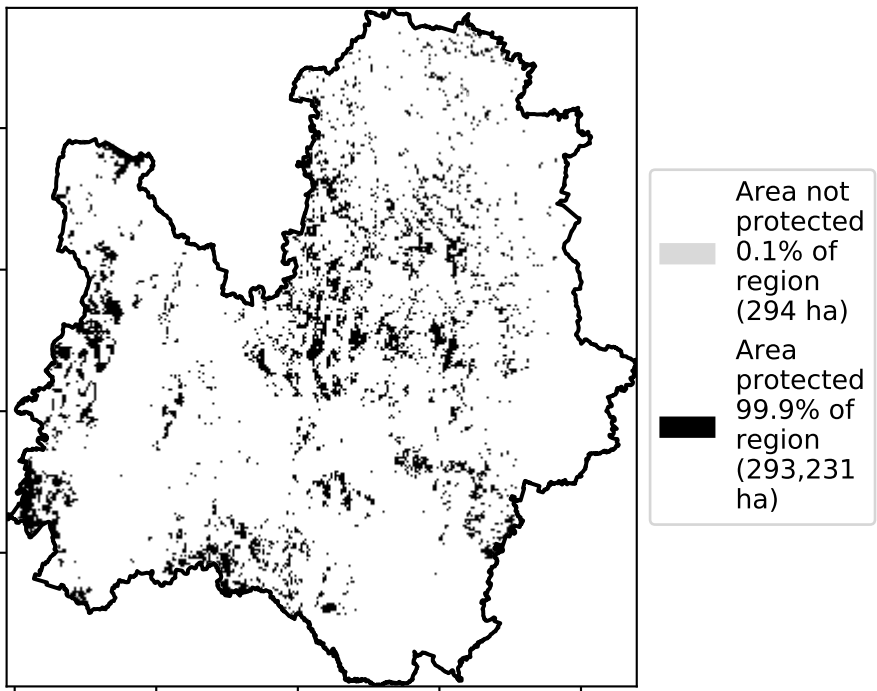 Area not
protected
0.1% of
region
(294 ha)
Area
protected
99.9% of
region
(293,231
ha)